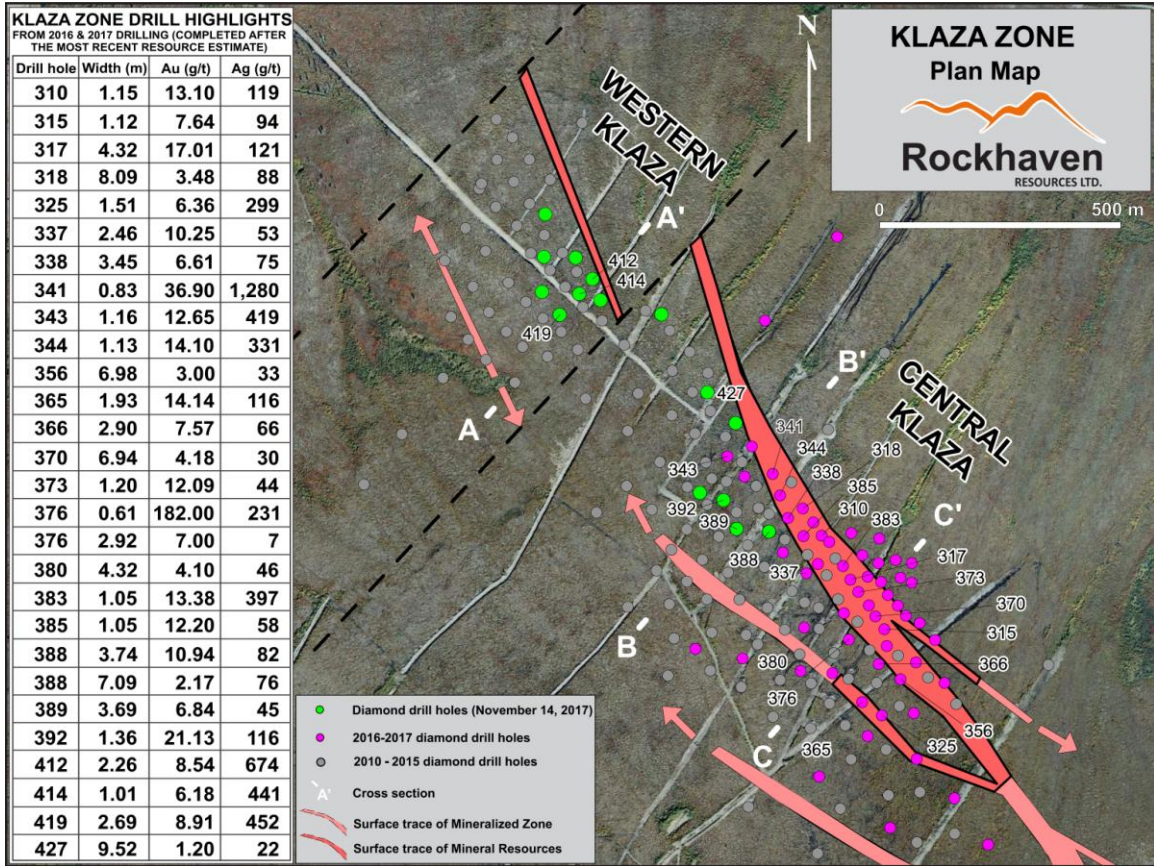 KLAZA ZONE DRILL HIGHLIGHTS
FROM 2016 & 2017 DRILLING (COMPLETED AFTER
THE MOST RECENT RESOURCE ESTIMATE)
Drill hole Width (m) Au (g/t) Ag (g/t)
310 1.15 13.10 119
315 1.12 7.64 94
317 4.32 17.01 121
318 8.09 3.48 88
325 1.51 6.36 299
337 2.46 10.25 53
338 3.45 6.61 75
341 0.83 36.90 1,280
343 1.16 12.65 419
344 1.13 14.10 331
356 6.98 3.00 33
365 1.93 14.14 116
366 2.90 7.57 66
370 6.94 4.18 30
373 1.20 12.09 44
376 0.61 182.00 231
376 2.92 7.00 7
380 4.32 4.10 46
383 1.05 13.38 397
385 1.05 12.20 58
388 3.74 10.94 82
388 7.09 2.17 76
389 3.69 6.84 45
392 1.36 21.13 116
412 2.26 8.54 674
414 1.01 6.18 441
419 2.69 8.91 452
427 9.52 1.20 22
N
KLAZA ZONE
Plan Map
Rockhaven
RESOURCES LTD.
0 500 m
WESTERN
KLAZA
A'
412
414
419
A
B'
CENTRAL
KLAZA
427
341
344
318
343
338
385
392
389
310
383
C'
388
337
317
373
370
315
B
380
366
376
356
C
365
325
Diamond drill holes (November 14, 2017)
2016-2017 diamond drill holes
2010 - 2015 diamond drill holes
A' Cross section
Surface trace of Mineralized Zone
Surface trace of Mineral Resources